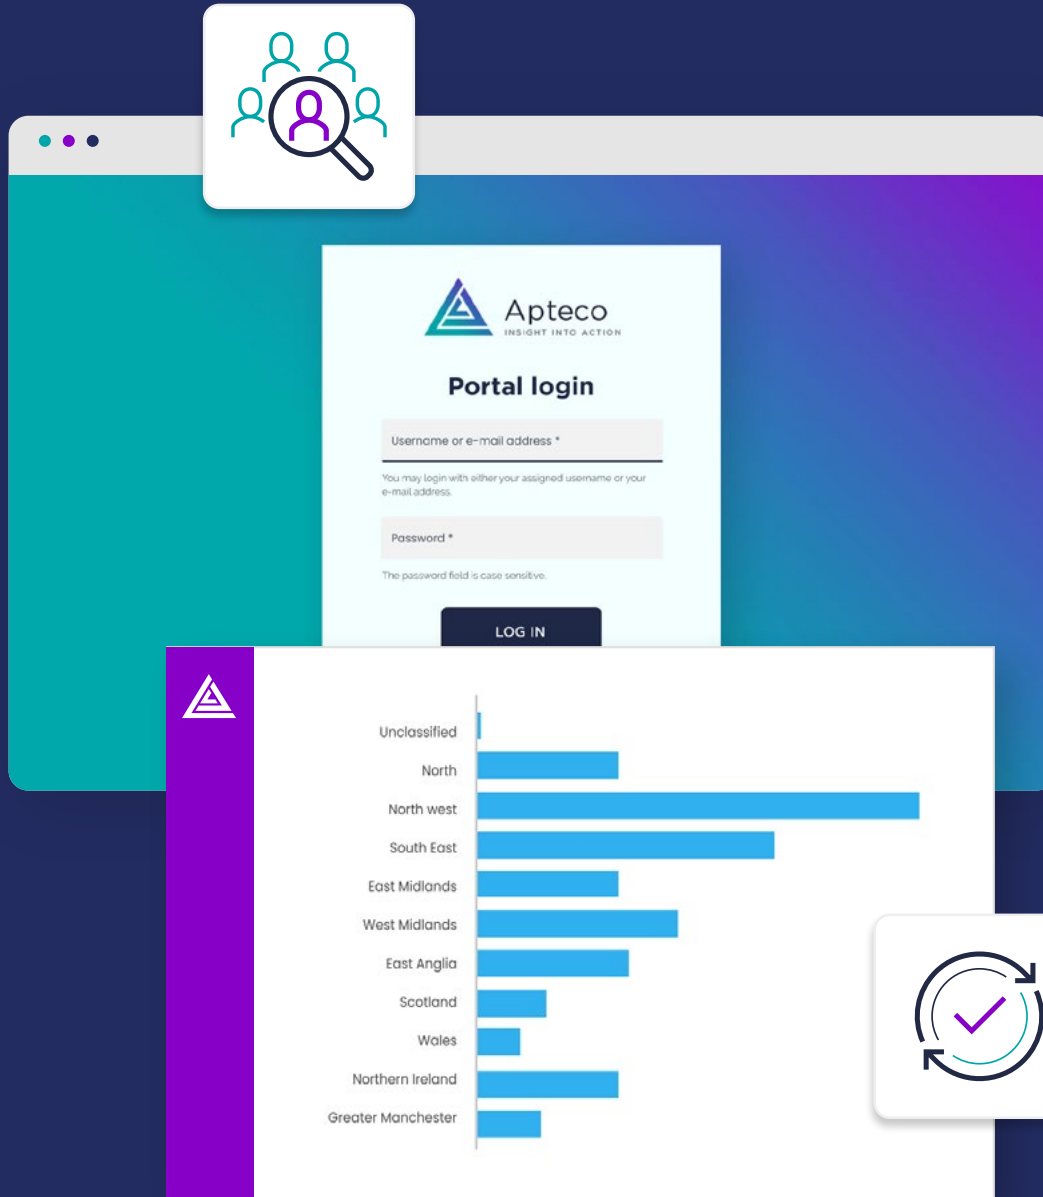 Apteco
INSIGHT INTO ACTION
Portal login
Username or e-mail address *
You may login with either your assigned username or your
e-mail address.
Password *
The password field is case sensitive.
LOG IN
Unclassified
North
North west
South East
East Midlands
West Midlands
East Anglia
Scotland
Wales
Northern Ireland
Greater Manchester